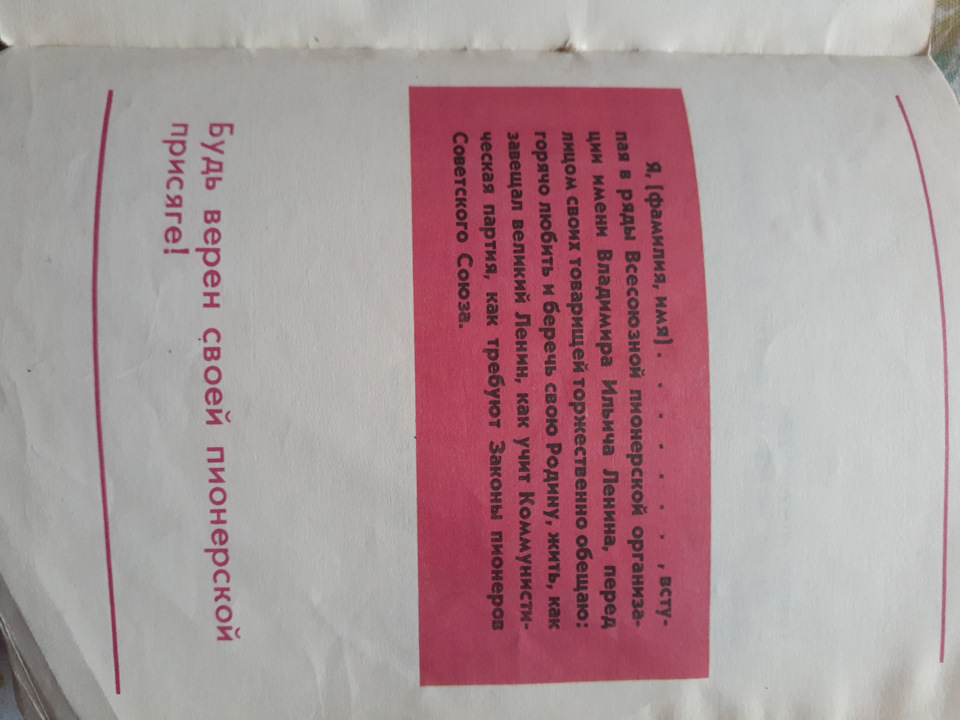 Я, (фамилия, имя) . . . . . . . , всту-
пая в ряды Всесоюзной пионерской организа-
ции имени Владимира Ильича Ленина, перед
лицом своих товарищей торжественно обещаю:
горячо любить и беречь свою Родину, жить, как
завещал великий Ленин, как учит Коммунисти-
ческая партия, как требуют Законы пионеров
Советского Союза.
Будь верен своей пионерской
присяге!